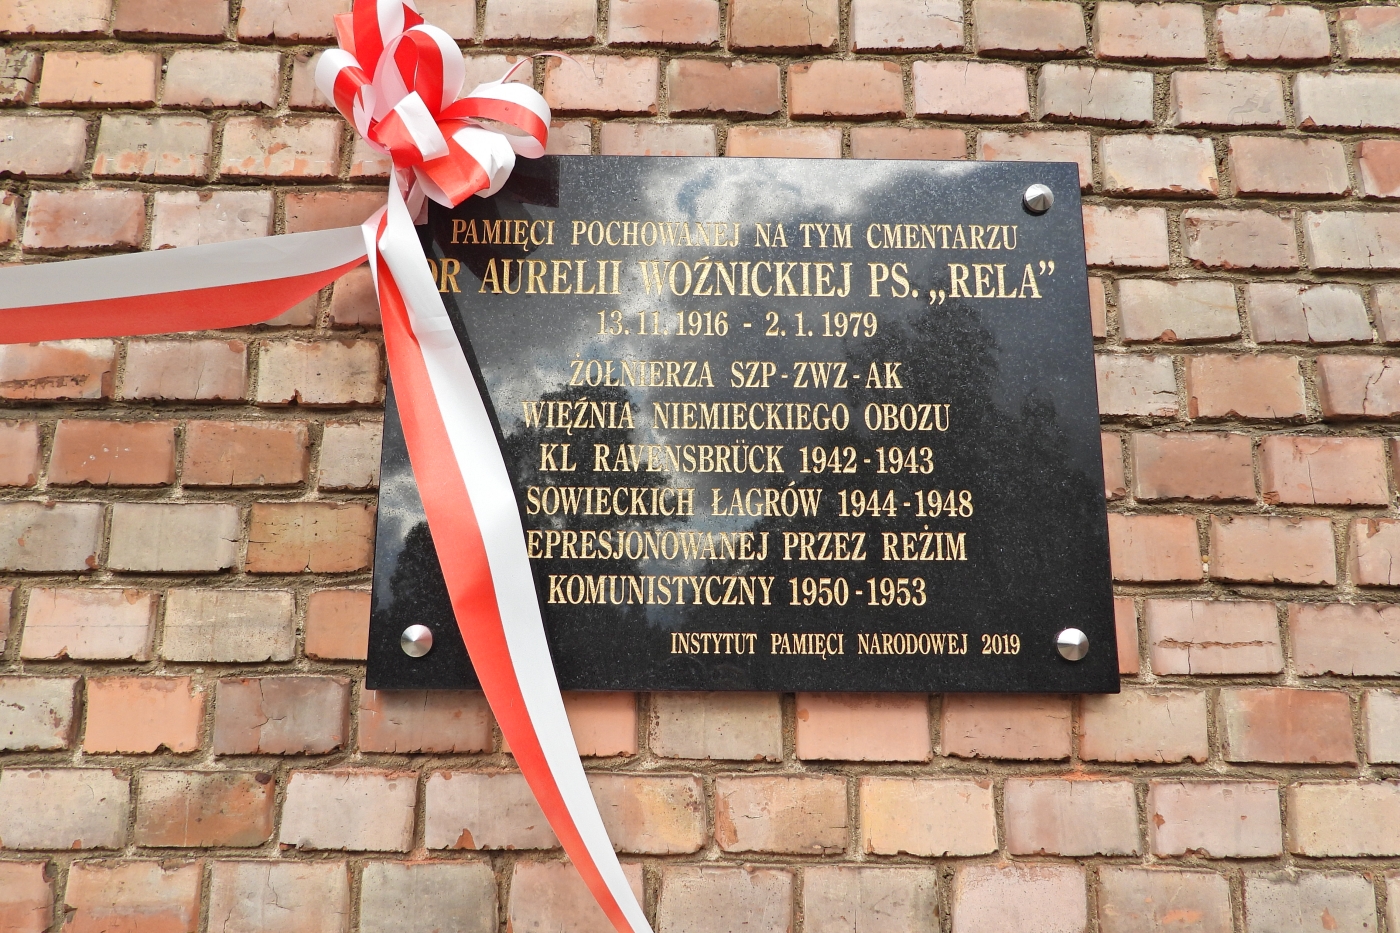 PAMIĘCI POCHOWANEJ NA TYM CMENTARZU
DR AURELII WOŹNICKIEJ PS. „RELA”
13. 11. 1916 - 2. 1. 1979
ŻOŁNIERZA SZP - ZWZ - AK
WIĘŹNIA NIEMIECKIEGO OBOZU
KL RAVENSBRÜCK 1942 - 1943
SOWIECKICH ŁAGRÓW 1944 - 1948
EPRESJONOWANEJ PRZEZ REŻIM
KOMUNISTYCZNY 1950 - 1953
INSTYTUT PAMIĘCI NARODOWEJ 2019